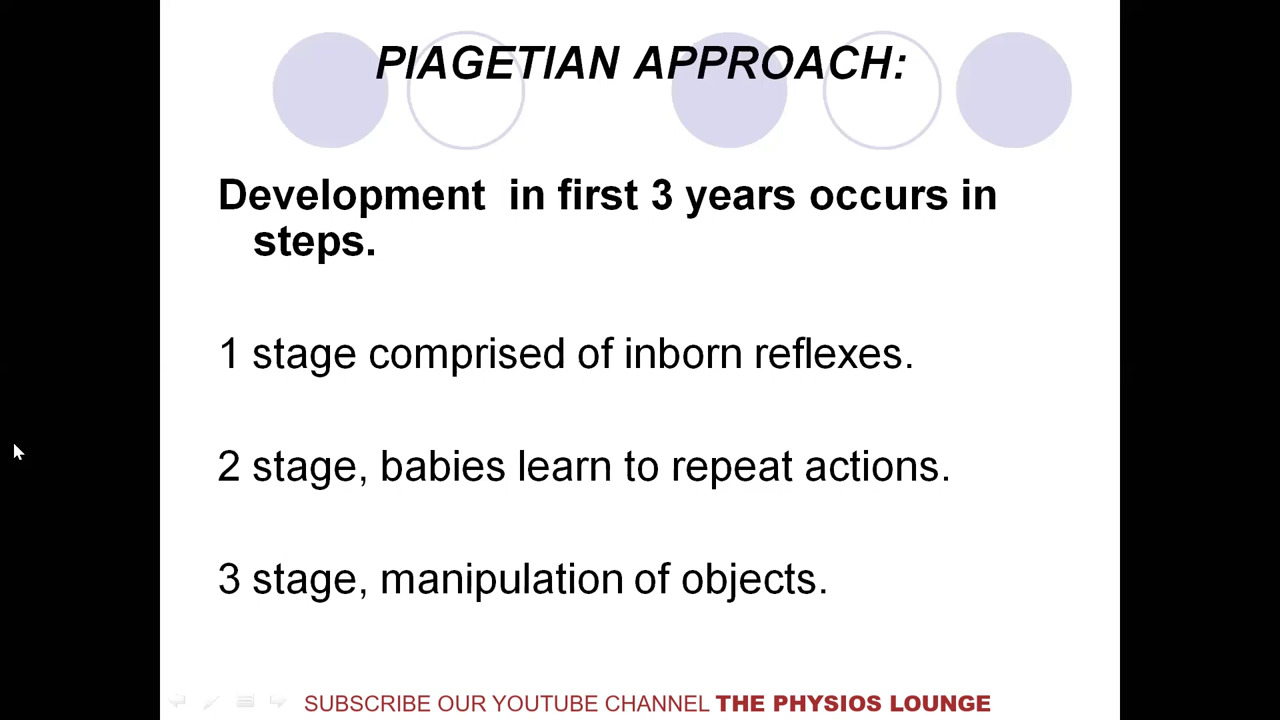 PIAGETIAN APPROACH:
Development in first 3 years occurs in
steps.
1 stage comprised of inborn reflexes.
2 stage, babies learn to repeat actions.
3 stage, manipulation of objects.
SUBSCRIBE OUR YOUTUBE CHANNEL THE PHYSIOS LOUNGE